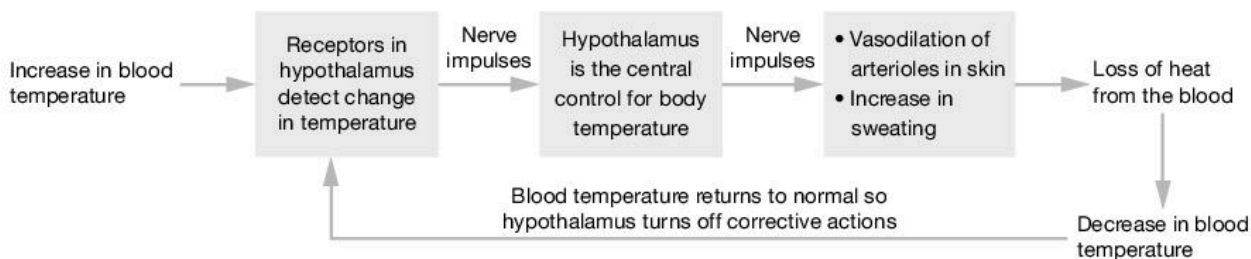 Increase in blood
temperature
Receptors in
hypothalamus
detect change
in temperature
Nerve
impulses
Hypothalamus
is the central
control for body
temperature
Nerve
impulses
• Vasodilation of
arterioles in skin
• Increase in
sweating
Loss of heat
from the blood
Blood temperature returns to normal so
hypothalamus turns off corrective actions
Decrease in blood
temperature